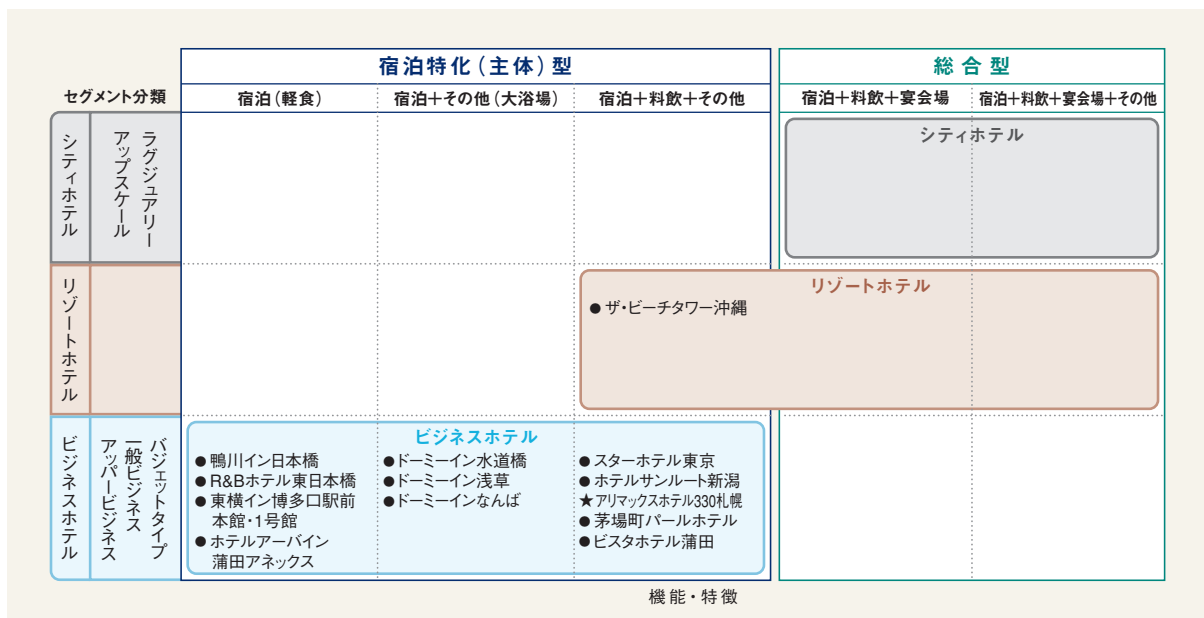 宿泊特化（主体）型
総合型
セグメント分類
宿泊（軽食）
宿泊＋その他（大浴場）
宿泊＋料飲＋その他
宿泊＋料飲＋宴会場
宿泊＋料飲＋宴会場＋その他
シティホテル
ラグジュアリー
アップスケール
シティホテル
リゾートホテル
リゾートホテル
●ザ・ビーチタワー沖縄
ビジネスホテル
バジェットタイプ
一般ビジネス
アッパービジネス
ビジネスホテル
●鴨川イン日本橋
●R&Bホテル東日本橋
●東横イン博多口駅前
本館・1号館
●ホテルアーバイン
蒲田アネックス
●ドーミーイン水道橋
●ドーミーイン浅草
●ドーミーインなんば
●スターホテル東京
●ホテルサンルート新潟
★アリマックスホテル330札幌
●茅場町パールホテル
●ビスタホテル蒲田
機能・特徴